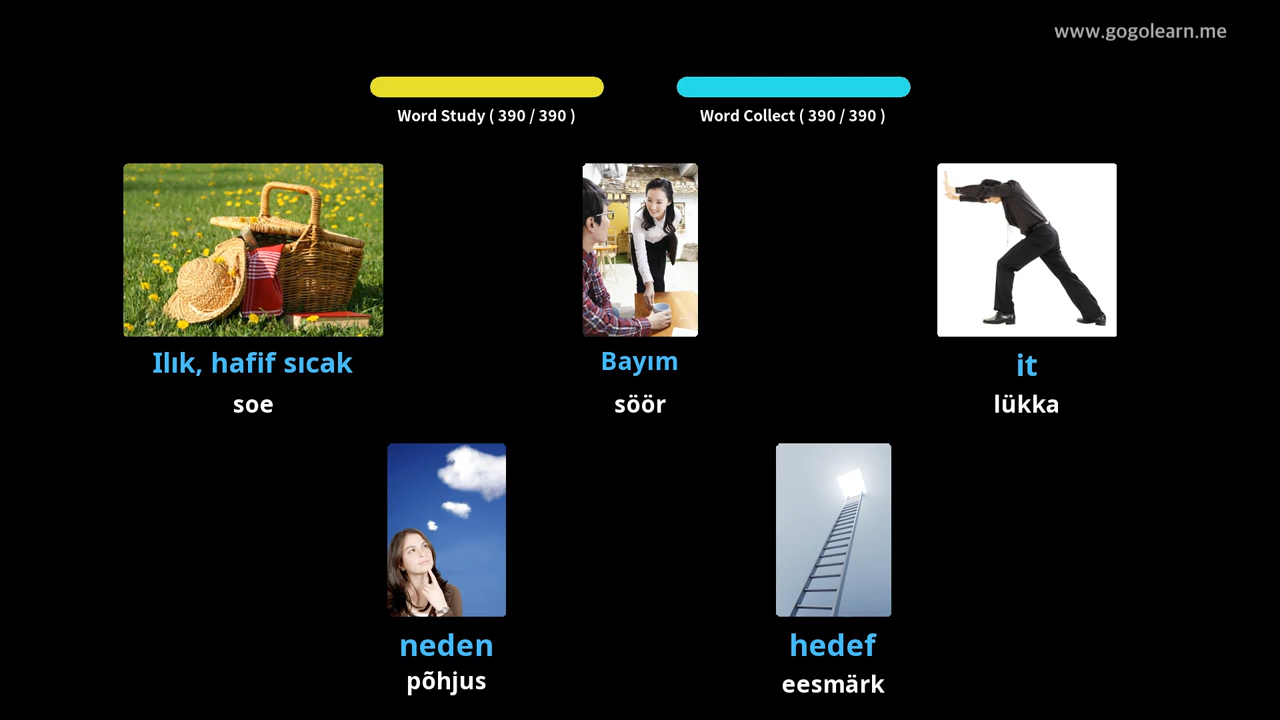 www.gogolearn.me
Word Study ( 390 / 390 )
Word Collect ( 390 / 390 )
Ilık, hafif sıcak
soe
Bayım
söör
it
lükka
neden
põhjus
hedef
eesmärk